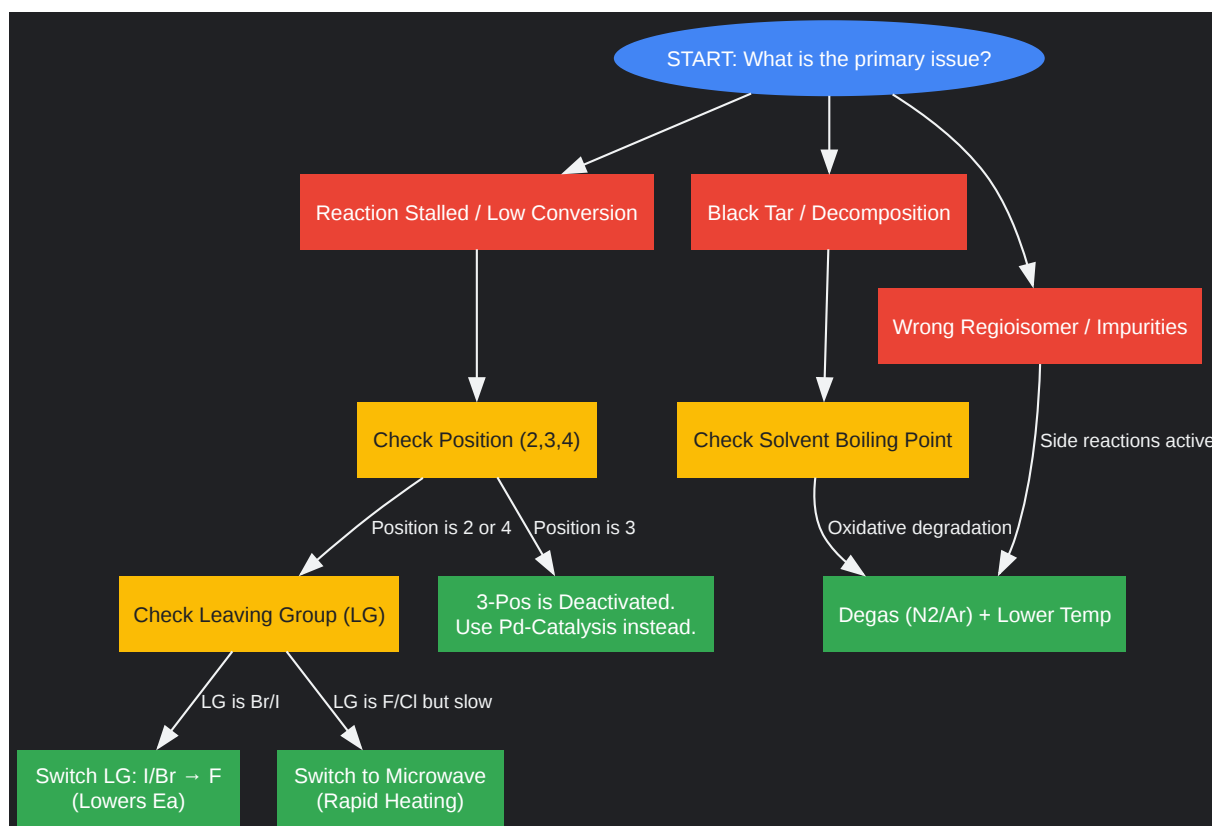 START: What is the primary issue?
Reaction Stalled / Low Conversion
Black Tar / Decomposition
Wrong Regioisomer / Impurities
Check Position (2,3,4)
Check Solvent Boiling Point
Side reactions active
Position is 2 or 4
Position is 3
Oxidative degradation
Check Leaving Group (LG)
3-Pos is Deactivated.
Use Pd-Catalysis instead.
Degas (N2/Ar) + Lower Temp
LG is Br/I
LG is F/Cl but slow
Switch LG: I/Br → F
(Lowers Ea)
Switch to Microwave
(Rapid Heating)